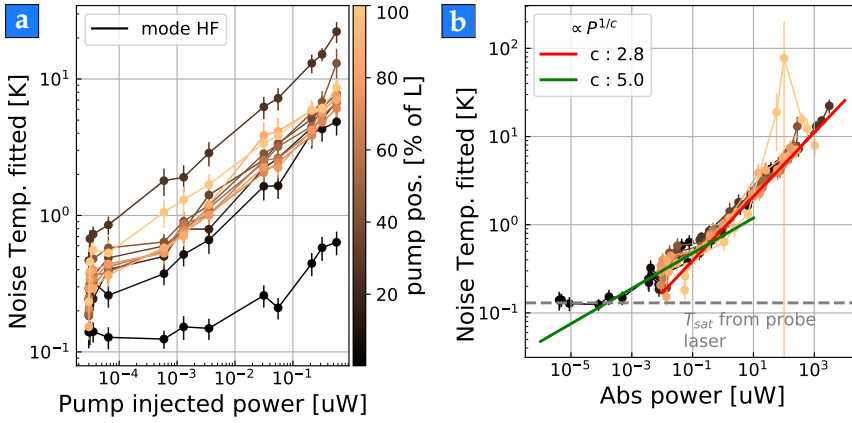 a
mode HF
10¹
10⁰
10⁻¹
Noise Temp. fitted [K]
10⁻⁴
10⁻³
10⁻²
10⁻¹
Pump injected power [uW]
100
80
60
40
20
pump pos. [% of L]
b
∝ P^{1/c}
c : 2.8
c : 5.0
10²
10¹
10⁰
10⁻¹
Noise Temp. fitted [K]
T_{sat} from probe
laser
10⁻⁵
10⁻³
10⁻¹
10¹
10³
Abs power [uW]